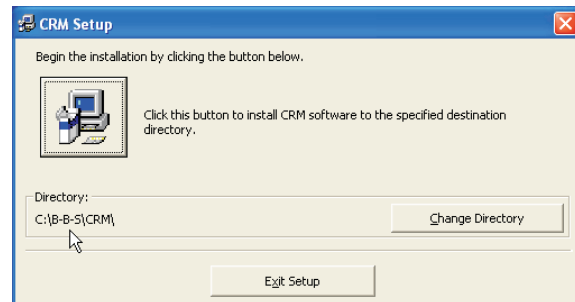 CRM Setup
Begin the installation by clicking the button below.
Click this button to install CRM software to the specified destination
directory.
Directory:
C:\B-B-S\CRM\
Change Directory
Exit Setup